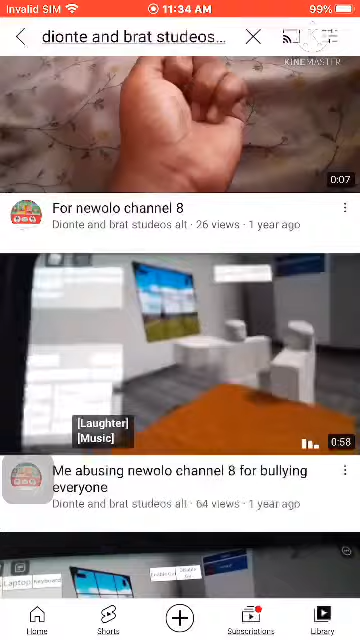 Invalid SIM
11:34 AM
99%
dionte and brat studeos...
KINEMASTER
0:07
For newolo channel 8
Dionte and brat studeos alt · 26 views · 1 year ago
[Laughter]
[Music]
0:58
Me abusing newolo channel 8 for bullying
everyone
Dionte and brat studeos alt · 64 views · 1 year ago
Laptop
Keyboard
Home
Shorts
Subscriptions
Library